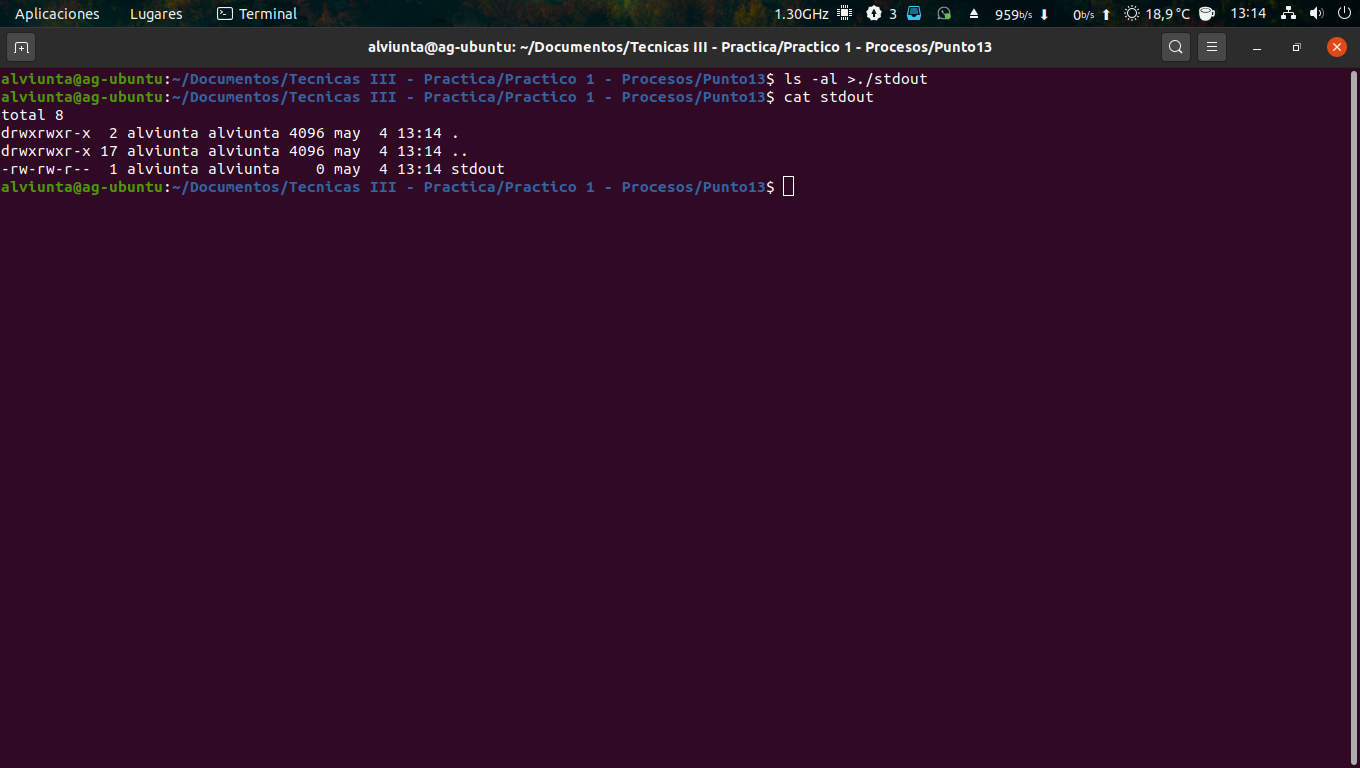 Aplicaciones Lugares Terminal 1.30GHz 3 959b/s 0b/s 18,9 °C 13:14
alviunta@ag-ubuntu: ~/Documentos/Tecnicas III - Practica/Practico 1 - Procesos/Punto13
alviunta@ag-ubuntu:~/Documentos/Tecnicas III - Practica/Practico 1 - Procesos/Punto13$ ls -al >./stdout
alviunta@ag-ubuntu:~/Documentos/Tecnicas III - Practica/Practico 1 - Procesos/Punto13$ cat stdout
total 8
drwxrwxr-x  2 alviunta alviunta 4096 may  4 13:14 .
drwxrwxr-x 17 alviunta alviunta 4096 may  4 13:14 ..
-rw-rw-r--  1 alviunta alviunta    0 may  4 13:14 stdout
alviunta@ag-ubuntu:~/Documentos/Tecnicas III - Practica/Practico 1 - Procesos/Punto13$